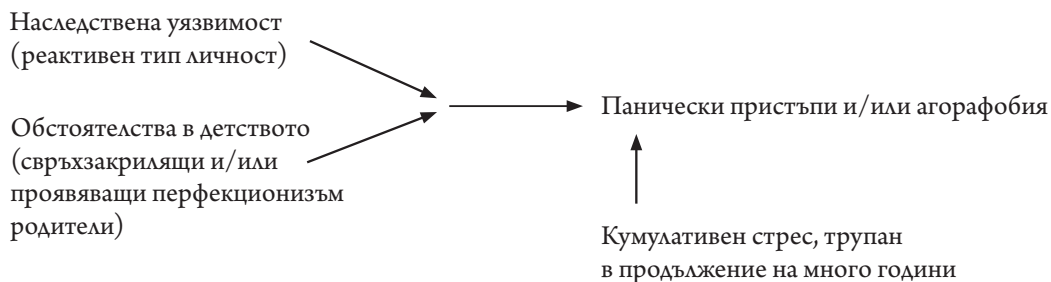 Наследствена уязвимост
(реактивен тип личност)
Обстоятелства в детството
(свръхзакрилящи и/или
проявяващи перфекционизъм
родители)
Панически пристъпи и/или агорафобия
Кумулативен стрес, трупан
в продължение на много години